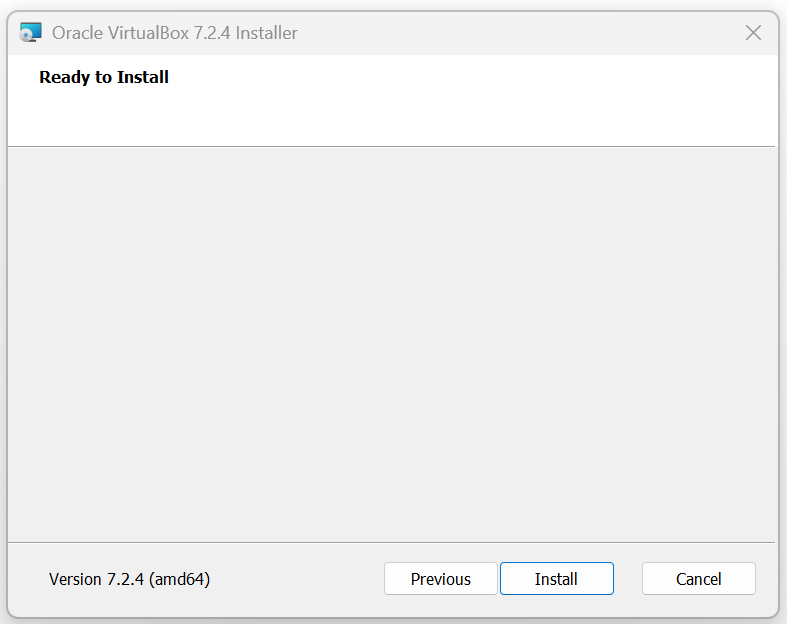 Oracle VirtualBox 7.2.4 Installer
Ready to Install
Version 7.2.4 (amd64)
Previous
Install
Cancel